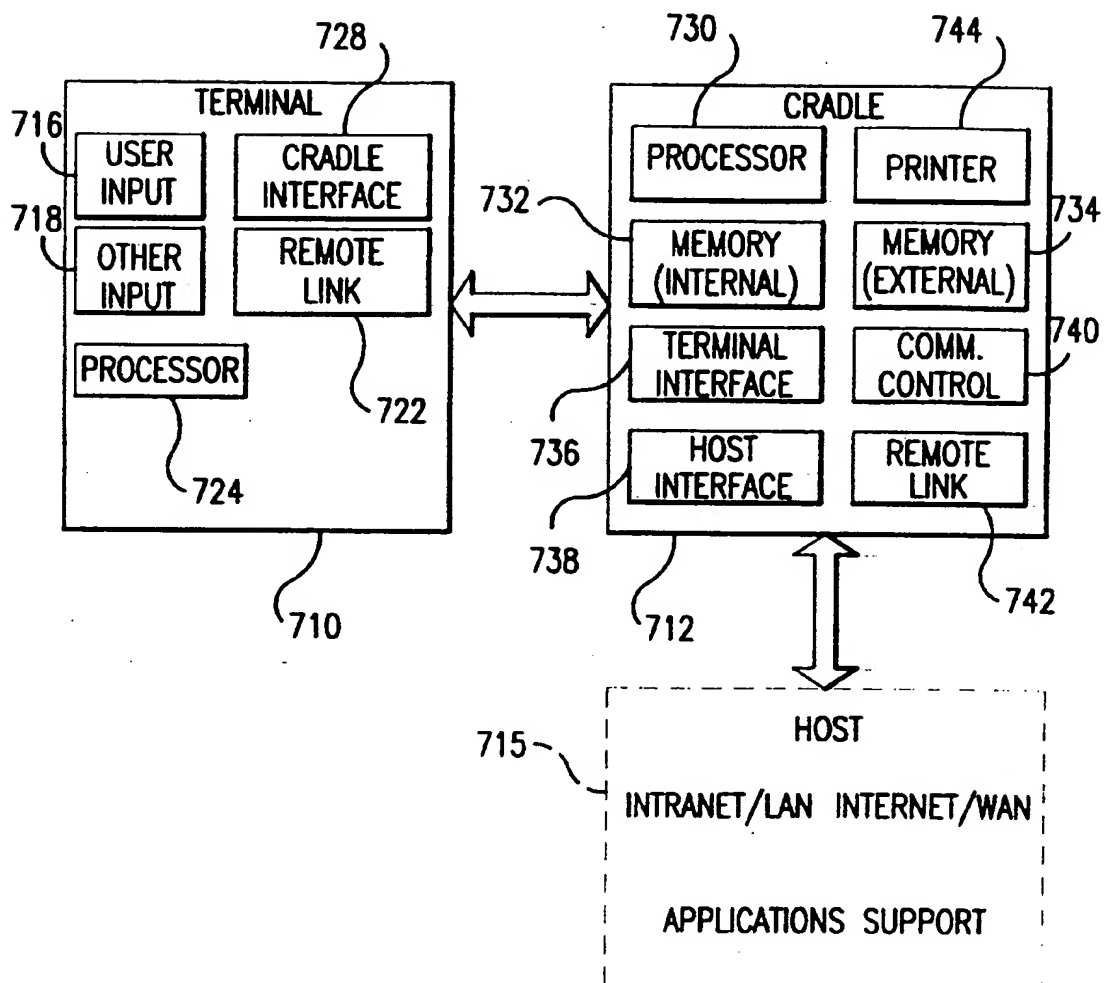 728
730
744
TERMINAL
CRADLE
716
USER
INPUT
CRADLE
INTERFACE
PROCESSOR
PRINTER
718
732
734
OTHER
INPUT
REMOTE
LINK
MEMORY
(INTERNAL)
MEMORY
(EXTERNAL)
740
PROCESSOR
TERMINAL
INTERFACE
COMM.
CONTROL
722
736
724
HOST
INTERFACE
REMOTE
LINK
738
710
712
742
715
HOST
INTRANET/LAN INTERNET/WAN
APPLICATIONS SUPPORT